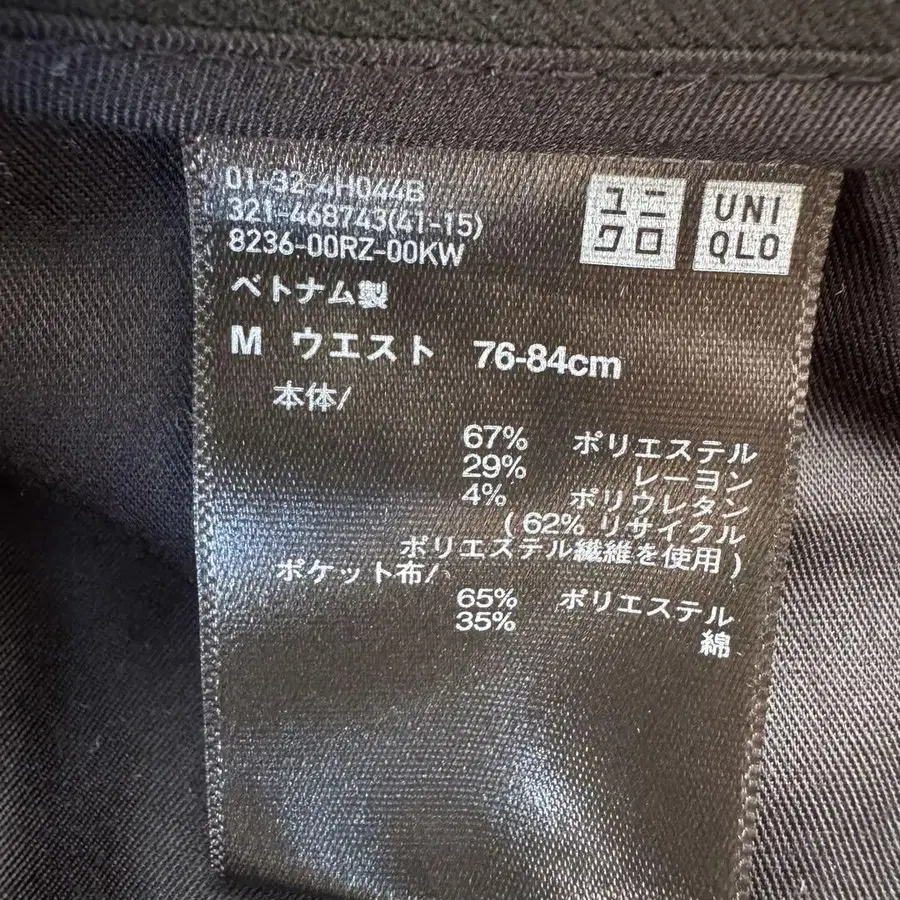 01-32-4H044B
321-468743(41-15)
8236-00RZ-00KW
ユニ
クロ
UNI
QLO
ベトナム製
M ウエスト 76-84cm
本体/
67% ポリエステル
29% レーヨン
4% ポリウレタン
(62% リサイクル
ポリエステル繊維を使用)
ポケット布/
65% ポリエステル
35% 綿